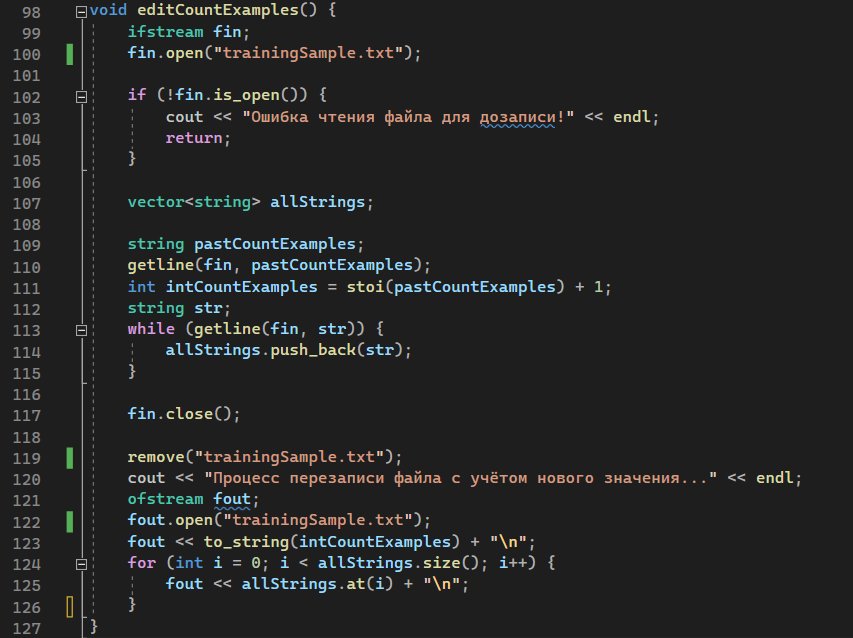 98 void editCountExamples() {
99 ifstream fin;
100 fin.open("trainingSample.txt");
101
102 if (!fin.is_open()) {
103 cout << "Ошибка чтения файла для дозаписи!" << endl;
104 return;
105 }
106
107 vector<string> allStrings;
108
109 string pastCountExamples;
110 getline(fin, pastCountExamples);
111 int intCountExamples = stoi(pastCountExamples) + 1;
112 string str;
113 while (getline(fin, str)) {
114 allStrings.push_back(str);
115 }
116
117 fin.close();
118
119 remove("trainingSample.txt");
120 cout << "Процесс перезаписи файла с учётом нового значения..." << endl;
121 ofstream fout;
122 fout.open("trainingSample.txt");
123 fout << to_string(intCountExamples) + "\n";
124 for (int i = 0; i < allStrings.size(); i++) {
125 fout << allStrings.at(i) + "\n";
126 }
127 }